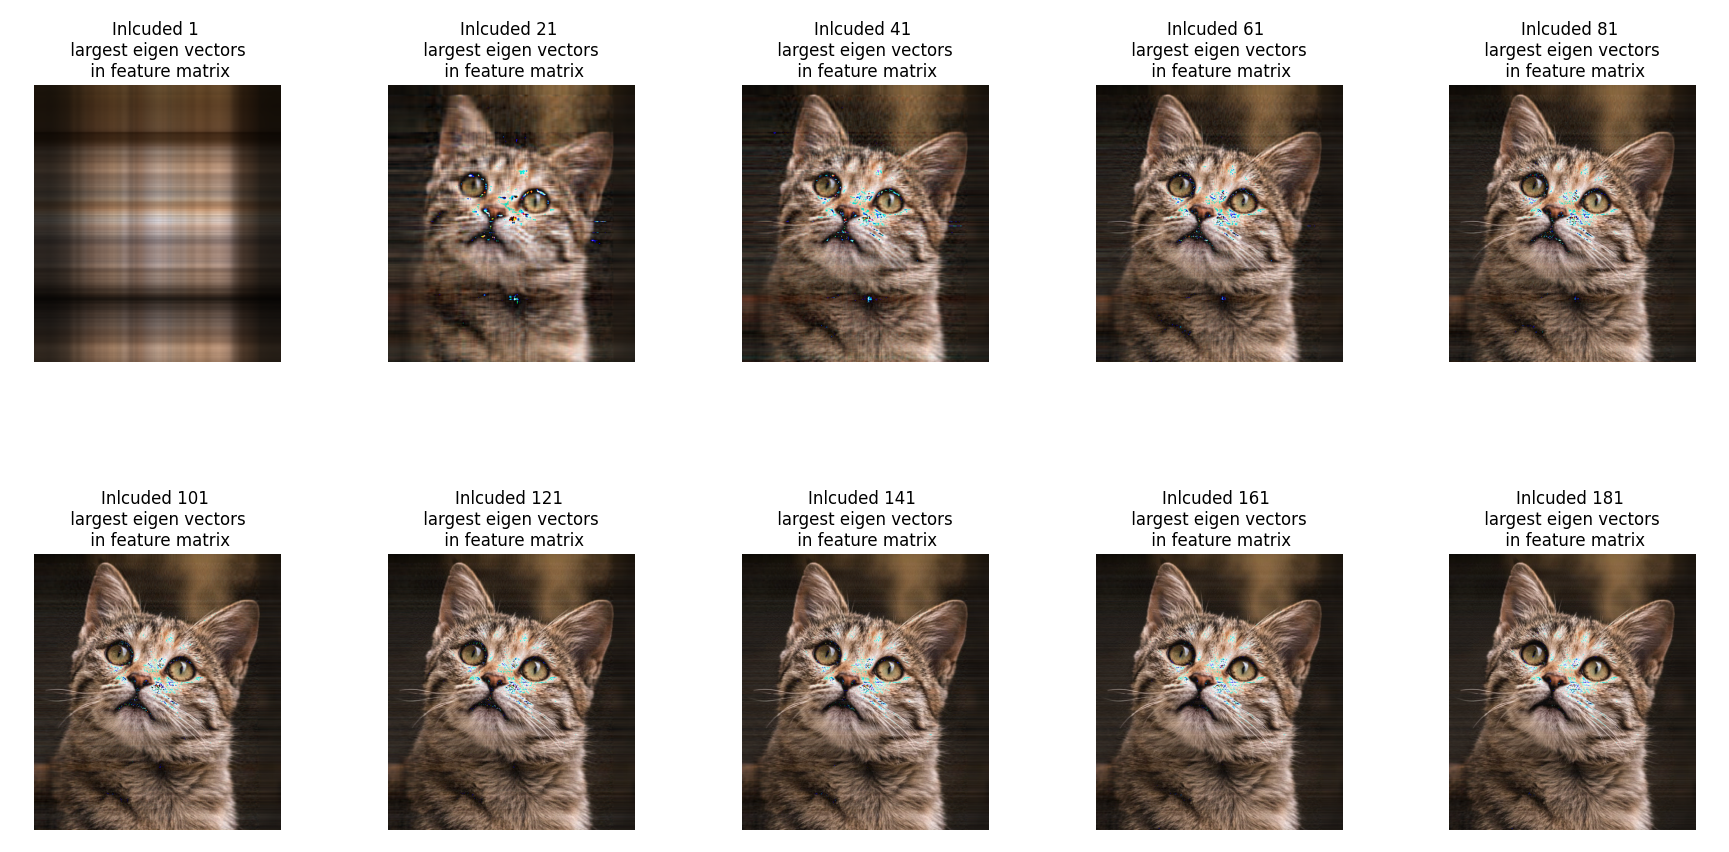 Inlcuded 1
largest eigen vectors
in feature matrix
Inlcuded 21
largest eigen vectors
in feature matrix
Inlcuded 41
largest eigen vectors
in feature matrix
Inlcuded 61
largest eigen vectors
in feature matrix
Inlcuded 81
largest eigen vectors
in feature matrix
Inlcuded 101
largest eigen vectors
in feature matrix
Inlcuded 121
largest eigen vectors
in feature matrix
Inlcuded 141
largest eigen vectors
in feature matrix
Inlcuded 161
largest eigen vectors
in feature matrix
Inlcuded 181
largest eigen vectors
in feature matrix